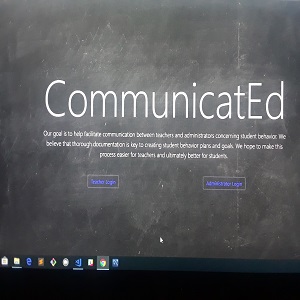 CommunicatEd
Our goal is to help facilitate communication between teachers and administrators concerning student behavior. We
believe that thorough documentation is key to creating student behavior plans and goals. We hope to make this
process easier for teachers and ultimately better for students.
Teacher Login
Administrator Login